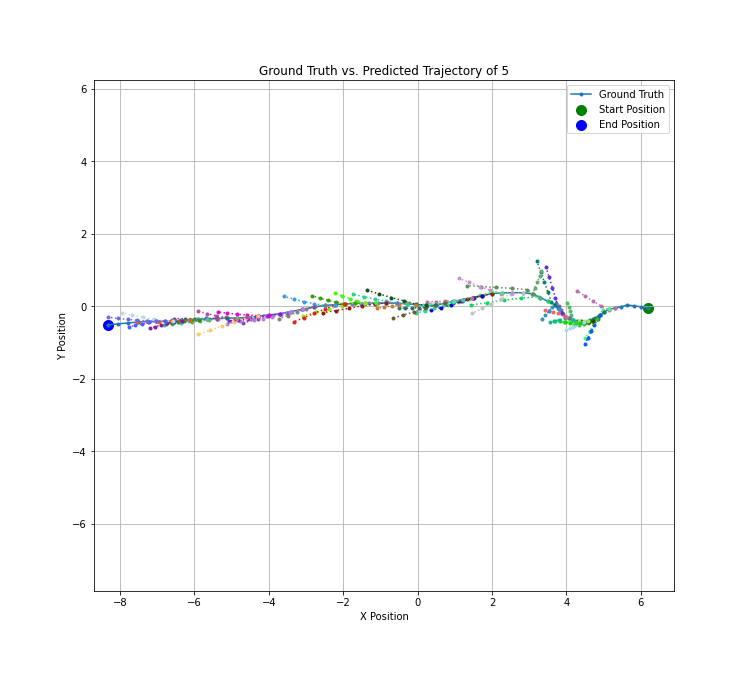 Ground Truth vs. Predicted Trajectory of 5
Ground Truth
Start Position
End Position
6
4
2
0
−2
−4
−6
Y Position
−8
−6
−4
−2
0
2
4
6
X Position